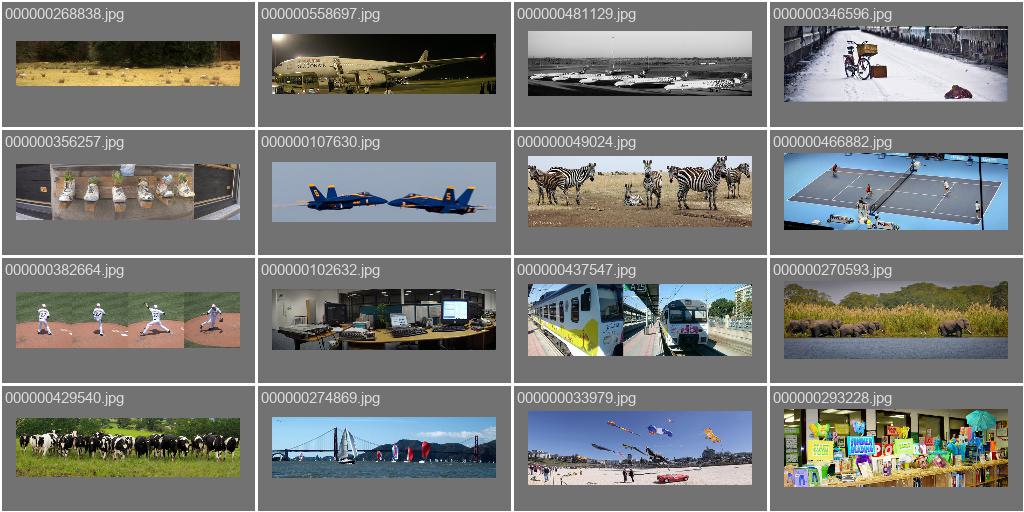 000000268838.jpg
000000558697.jpg
000000481129.jpg
000000346596.jpg
000000356257.jpg
000000107630.jpg
000000049024.jpg
000000466882.jpg
000000382664.jpg
000000102632.jpg
000000437547.jpg
000000270593.jpg
000000429540.jpg
000000274869.jpg
000000033979.jpg
000000293228.jpg